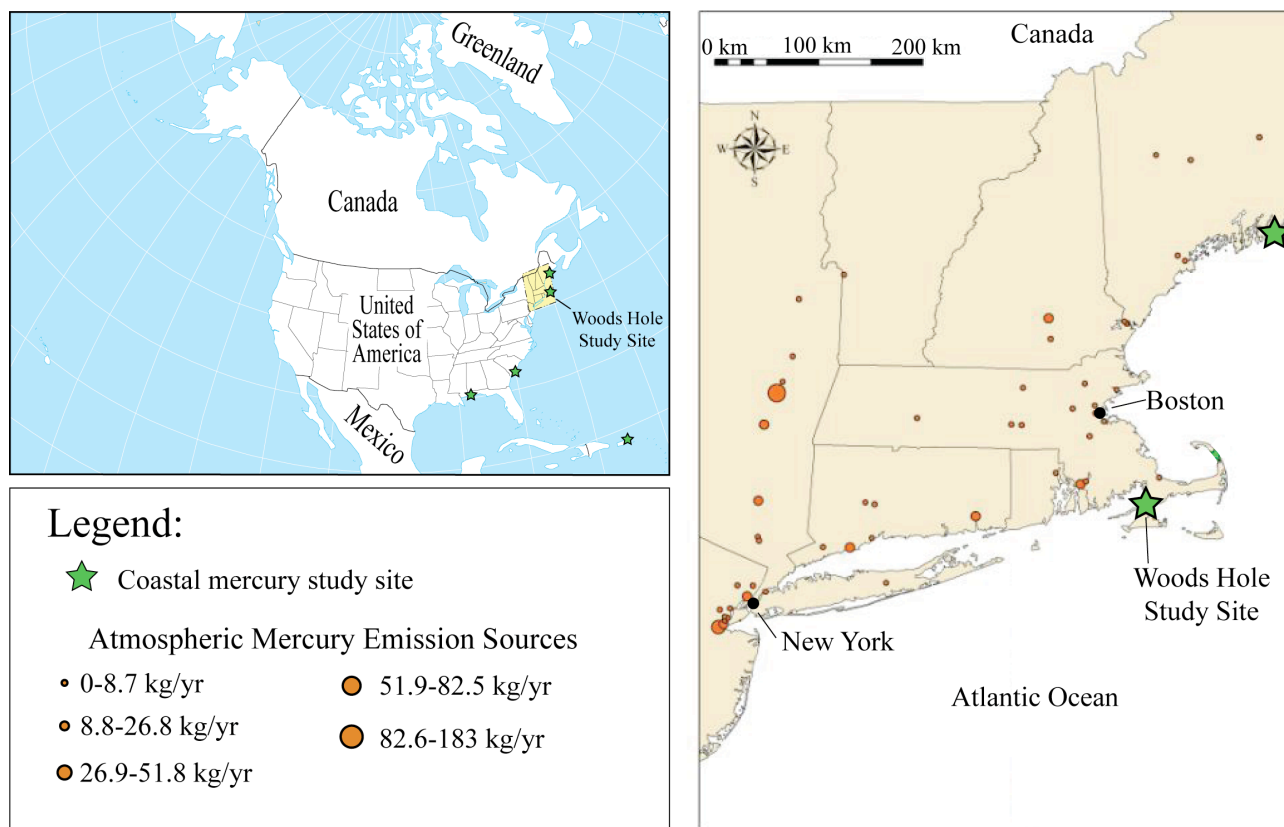 Greenland
Canada
United
States of
America
Mexico
Woods Hole
Study Site
Legend:
Coastal mercury study site
Atmospheric Mercury Emission Sources
0-8.7 kg/yr
8.8-26.8 kg/yr
26.9-51.8 kg/yr
51.9-82.5 kg/yr
82.6-183 kg/yr
0 km 100 km 200 km
Canada
N
W E
S
Boston
Woods Hole
Study Site
New York
Atlantic Ocean